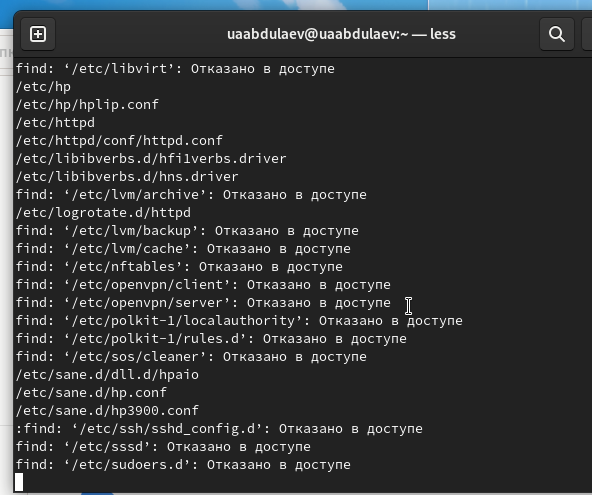 uaabdulaev@uaabdulaev:~ — less
find: ‘/etc/libvirt’: Отказано в доступе
/etc/hp
/etc/hp/hplip.conf
/etc/httpd
/etc/httpd/conf/httpd.conf
/etc/libibverbs.d/hfi1verbs.driver
/etc/libibverbs.d/hns.driver
find: ‘/etc/lvm/archive’: Отказано в доступе
/etc/logrotate.d/httpd
find: ‘/etc/lvm/backup’: Отказано в доступе
find: ‘/etc/lvm/cache’: Отказано в доступе
find: ‘/etc/nftables’: Отказано в доступе
find: ‘/etc/openvpn/client’: Отказано в доступе
find: ‘/etc/openvpn/server’: Отказано в доступе
find: ‘/etc/polkit-1/localauthority’: Отказано в доступе
find: ‘/etc/polkit-1/rules.d’: Отказано в доступе
find: ‘/etc/sos/cleaner’: Отказано в доступе
/etc/sane.d/dll.d/hpaio
/etc/sane.d/hp.conf
/etc/sane.d/hp3900.conf
:find: ‘/etc/ssh/sshd_config.d’: Отказано в доступе
find: ‘/etc/sssd’: Отказано в доступе
find: ‘/etc/sudoers.d’: Отказано в доступе